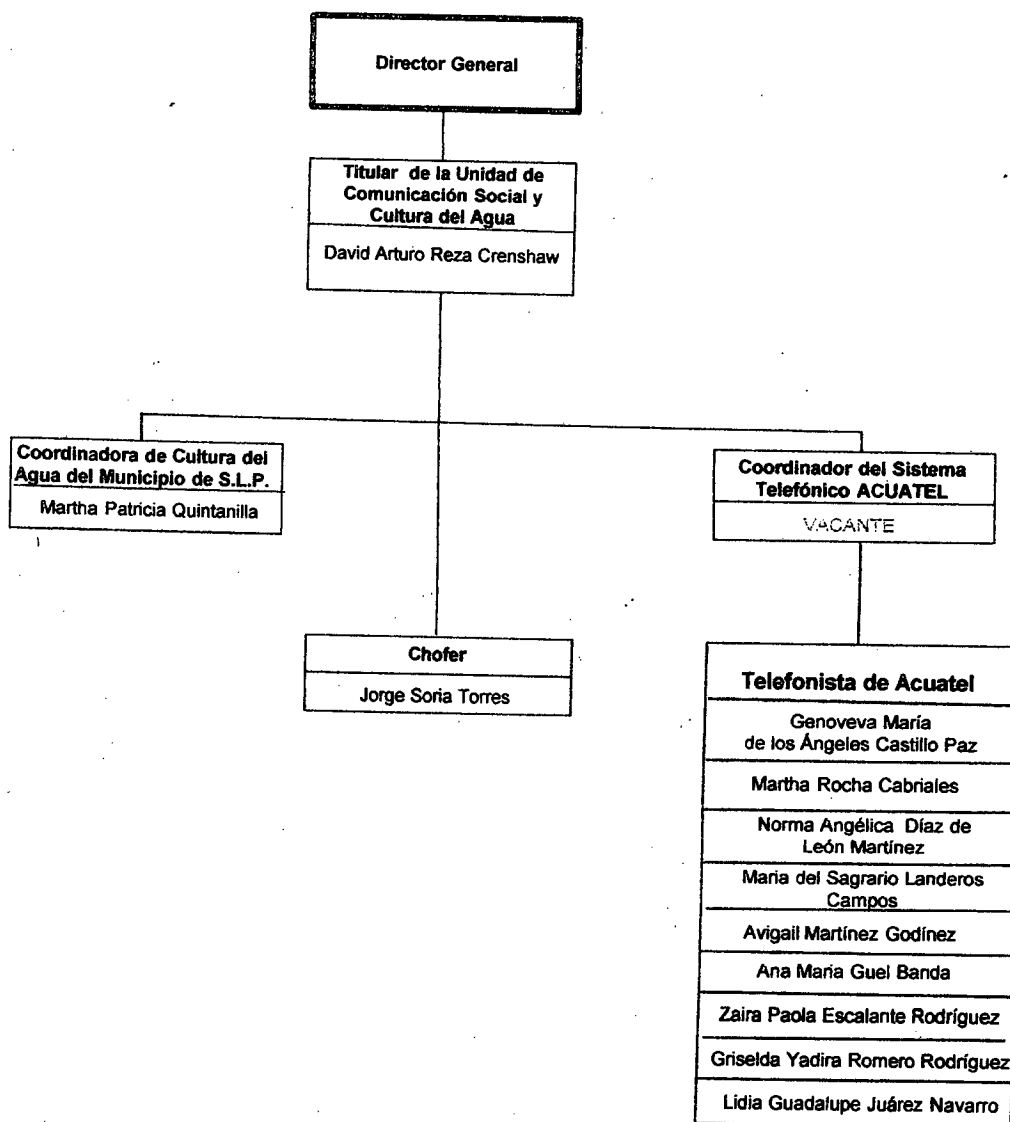 Director General
Titular de la Unidad de
Comunicación Social y
Cultura del Agua
David Arturo Reza Crenshaw
Coordinadora de Cultura del
Agua del Municipio de S.L.P.
Martha Patricia Quintanilla
Coordinador del Sistema
Telefónico ACUATEL
VACANTE
Chofer
Jorge Soria Torres
Telefonista de Acuatel
Genoveva María
de los Ángeles Castillo Paz
Martha Rocha Cabriales
Norma Angélica Díaz de
León Martínez
Maria del Sagrario Landeros
Campos
Avigail Martínez Godínez
Ana Maria Guel Banda
Zaira Paola Escalante Rodríguez
Griselda Yadira Romero Rodríguez
Lidia Guadalupe Juárez Navarro